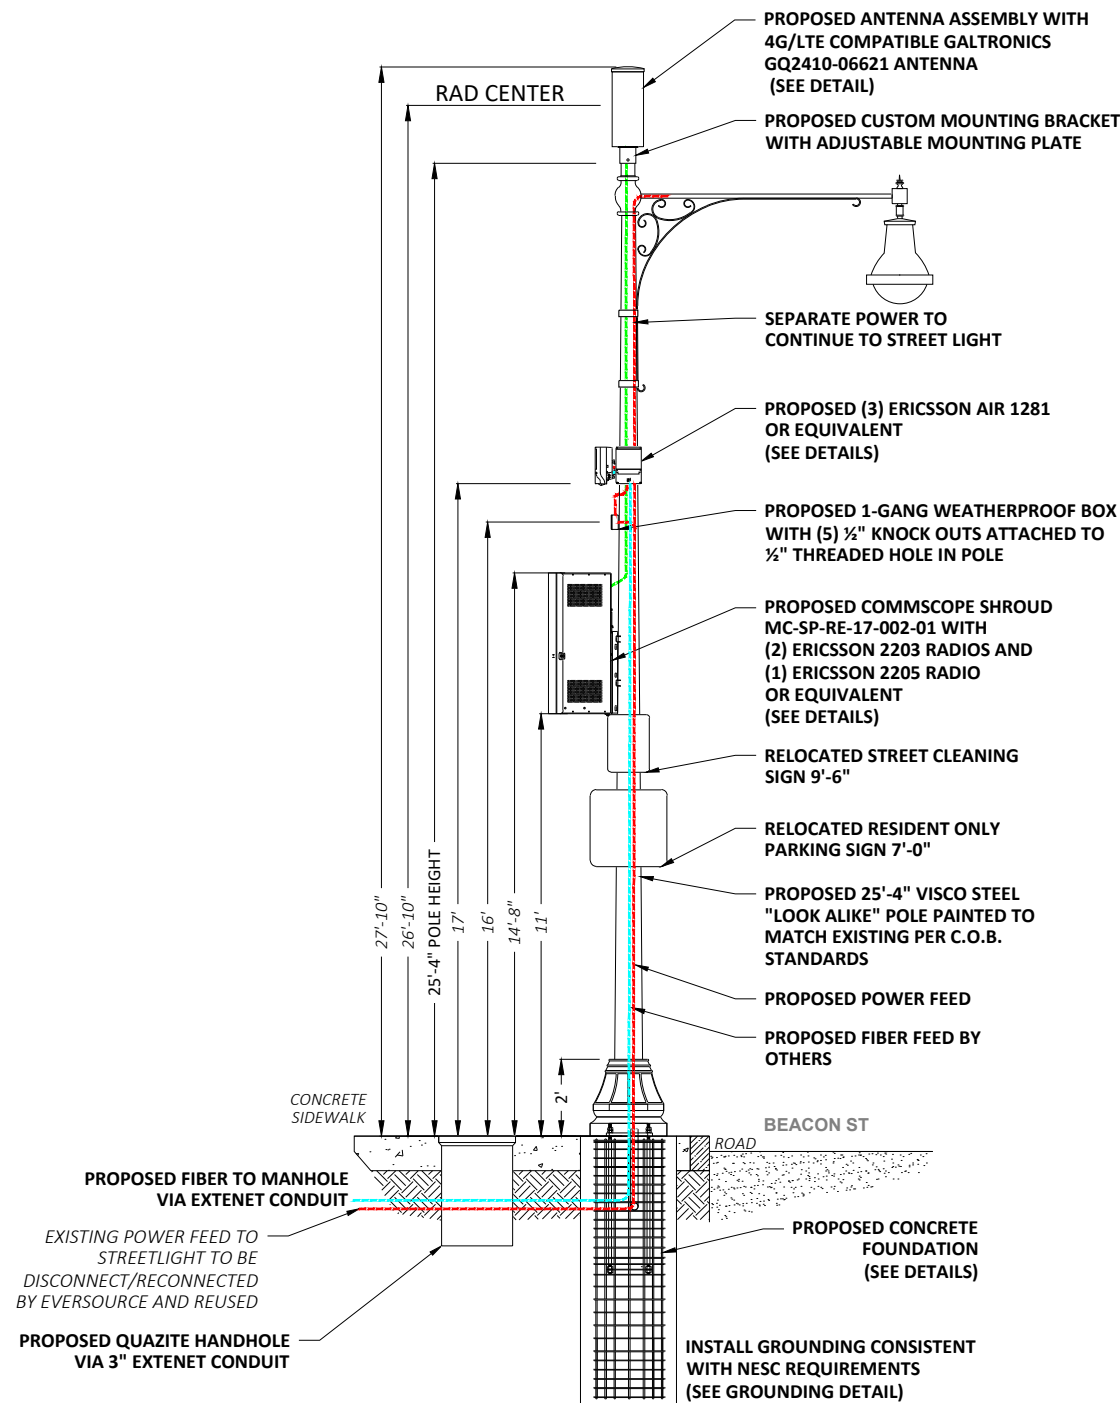 PROPOSED ANTENNA ASSEMBLY WITH
4G/LTE COMPATIBLE GALTRONICS
GQ2410-06621 ANTENNA
(SEE DETAIL)
RAD CENTER
PROPOSED CUSTOM MOUNTING BRACKET
WITH ADJUSTABLE MOUNTING PLATE
SEPARATE POWER TO
CONTINUE TO STREET LIGHT
PROPOSED (3) ERICSSON AIR 1281
OR EQUIVALENT
(SEE DETAILS)
PROPOSED 1-GANG WEATHERPROOF BOX
WITH (5) ½" KNOCK OUTS ATTACHED TO
½" THREADED HOLE IN POLE
PROPOSED COMMSCOPE SHROUD
MC-SP-RE-17-002-01 WITH
(2) ERICSSON 2203 RADIOS AND
(1) ERICSSON 2205 RADIO
OR EQUIVALENT
(SEE DETAILS)
RELOCATED STREET CLEANING
SIGN 9'-6"
RELOCATED RESIDENT ONLY
PARKING SIGN 7'-0"
27'-10"
26'-10"
25'-4" POLE HEIGHT
17'
16'
14'-8"
11'
PROPOSED 25'-4" VISCO STEEL
"LOOK ALIKE" POLE PAINTED TO
MATCH EXISTING PER C.O.B.
STANDARDS
PROPOSED POWER FEED
PROPOSED FIBER FEED BY
OTHERS
2'
CONCRETE
SIDEWALK
BEACON ST
ROAD
PROPOSED FIBER TO MANHOLE
VIA EXTENET CONDUIT
EXISTING POWER FEED TO
STREETLIGHT TO BE
DISCONNECT/RECONNECTED
BY EVERSOURCE AND REUSED
PROPOSED QUAZITE HANDHOLE
VIA 3" EXTENET CONDUIT
PROPOSED CONCRETE
FOUNDATION
(SEE DETAILS)
INSTALL GROUNDING CONSISTENT
WITH NESC REQUIREMENTS
(SEE GROUNDING DETAIL)